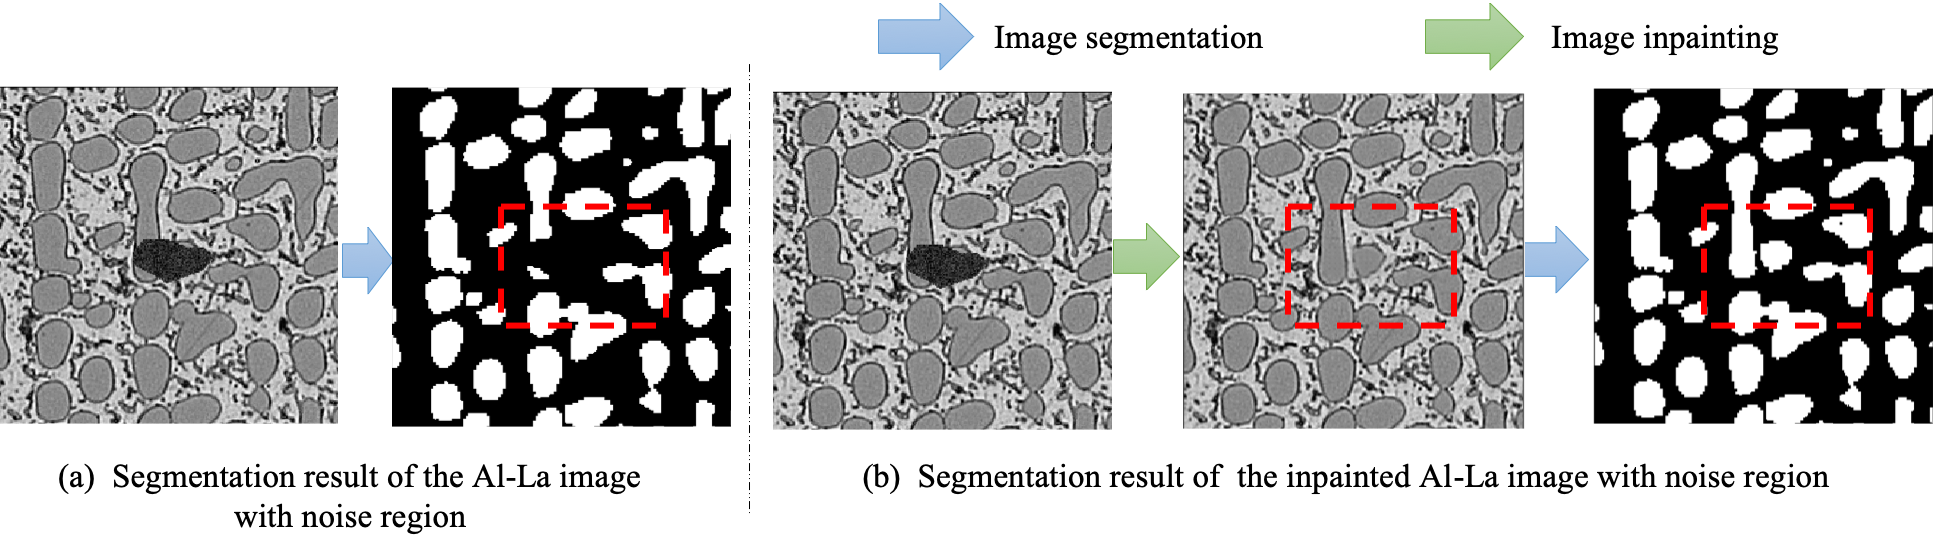 Image segmentation
Image inpainting
(a) Segmentation result of the Al-La image
with noise region
(b) Segmentation result of the inpainted Al-La image with noise region